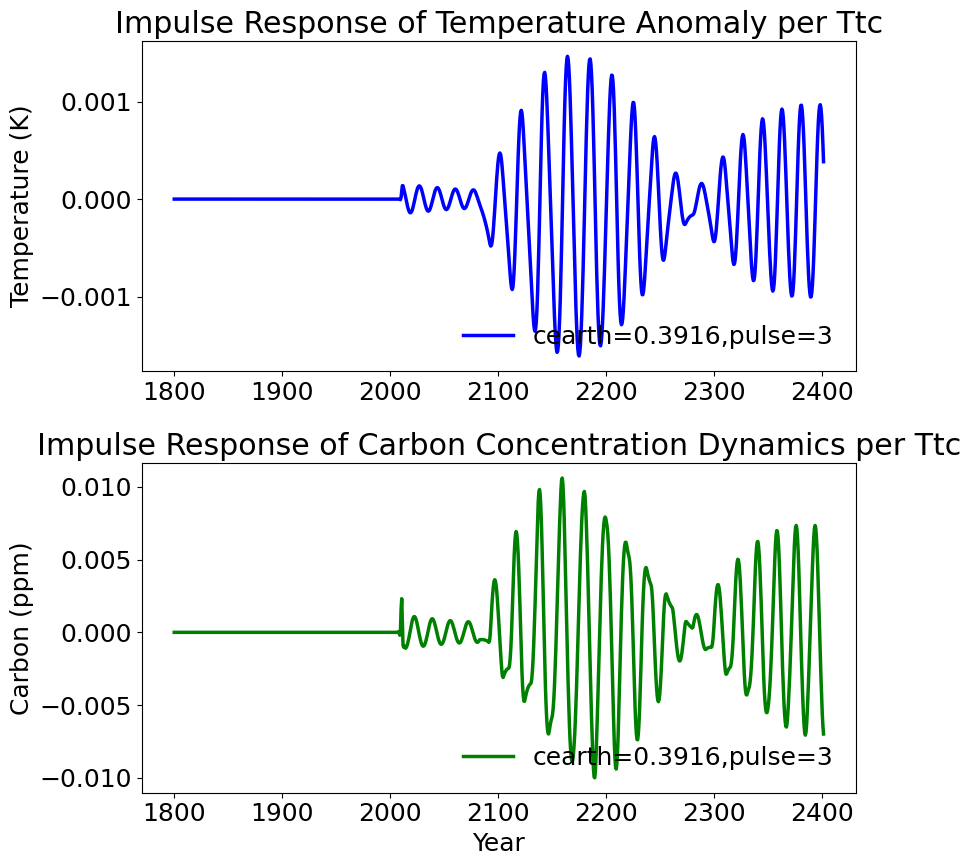 Impulse Response of Temperature Anomaly per Ttc
Temperature (K)
0.001
0.000
−0.001
cearth=0.3916,pulse=3
1800 1900 2000 2100 2200 2300 2400
Impulse Response of Carbon Concentration Dynamics per Ttc
Carbon (ppm)
0.010
0.005
0.000
−0.005
−0.010
cearth=0.3916,pulse=3
1800 1900 2000 2100 2200 2300 2400
Year